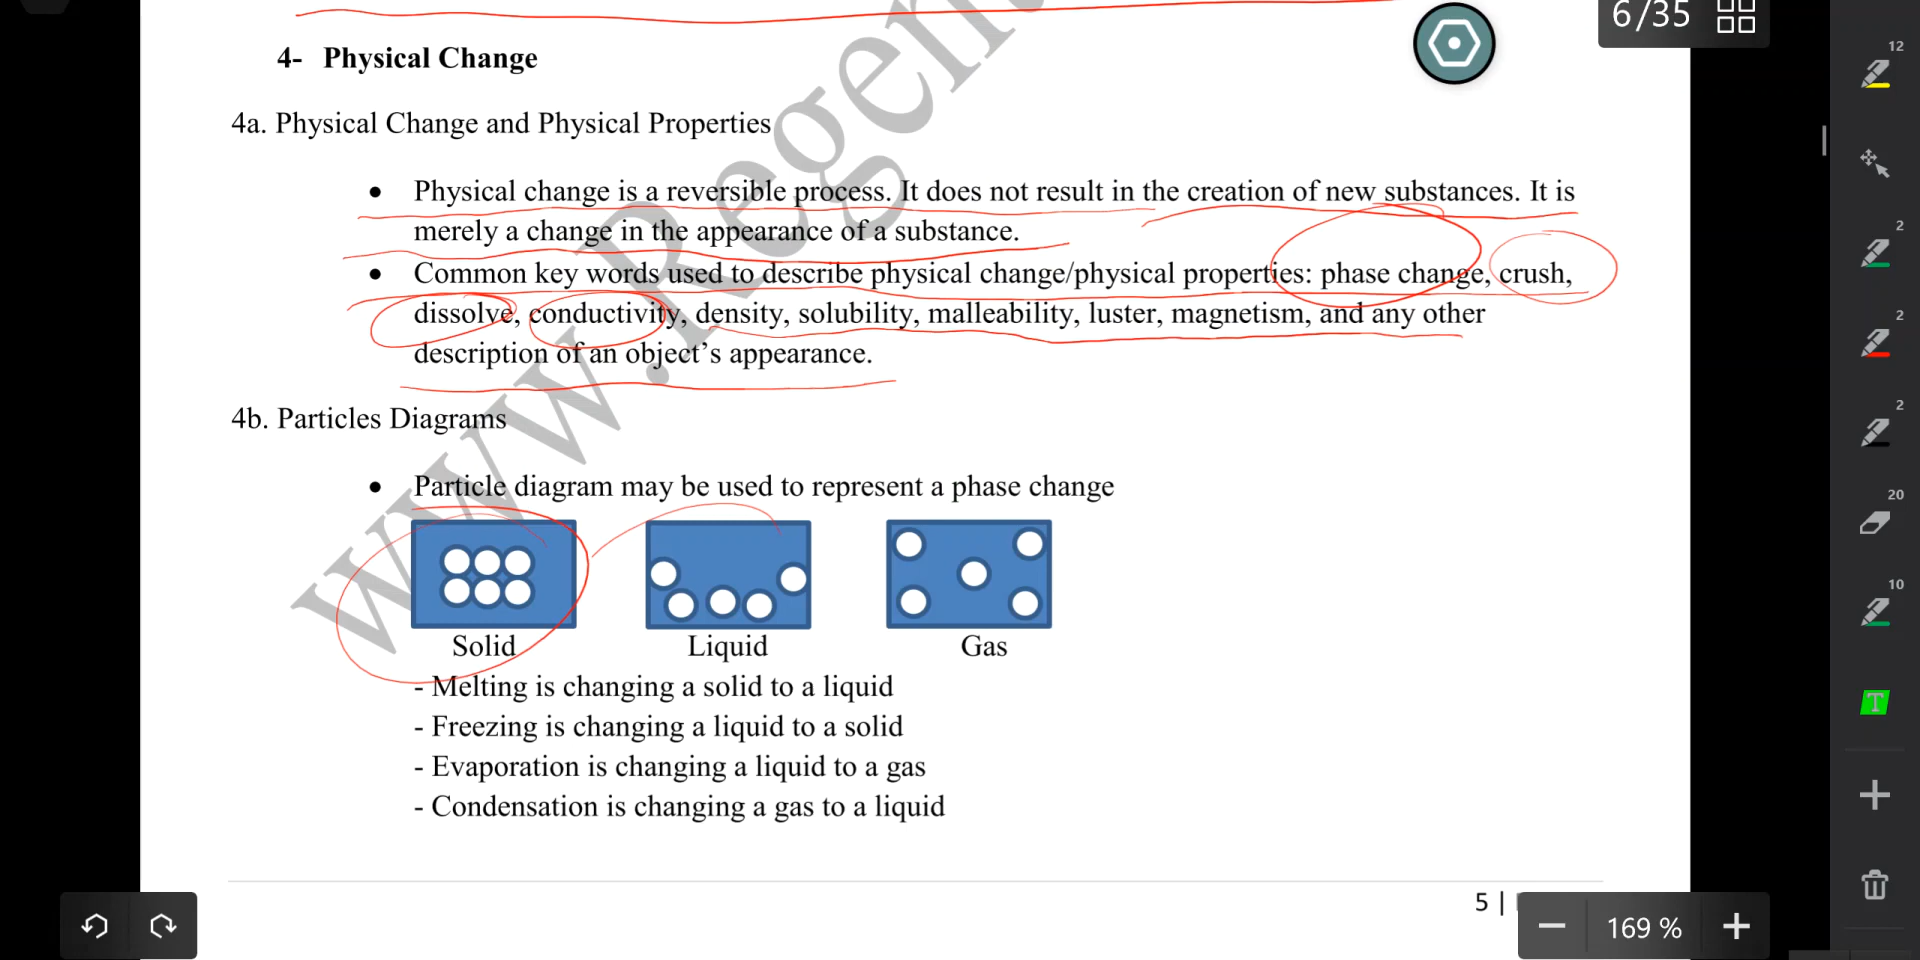 6/35
4- Physical Change
4a. Physical Change and Physical Properties
• Physical change is a reversible process. It does not result in the creation of new substances. It is
merely a change in the appearance of a substance.
• Common key words used to describe physical change/physical properties: phase change, crush,
dissolve, conductivity, density, solubility, malleability, luster, magnetism, and any other
description of an object’s appearance.
4b. Particles Diagrams
• Particle diagram may be used to represent a phase change
Solid Liquid Gas
- Melting is changing a solid to a liquid
- Freezing is changing a liquid to a solid
- Evaporation is changing a liquid to a gas
- Condensation is changing a gas to a liquid
5 |
169 %
www.Regen
12
2
2
2
20
10
T